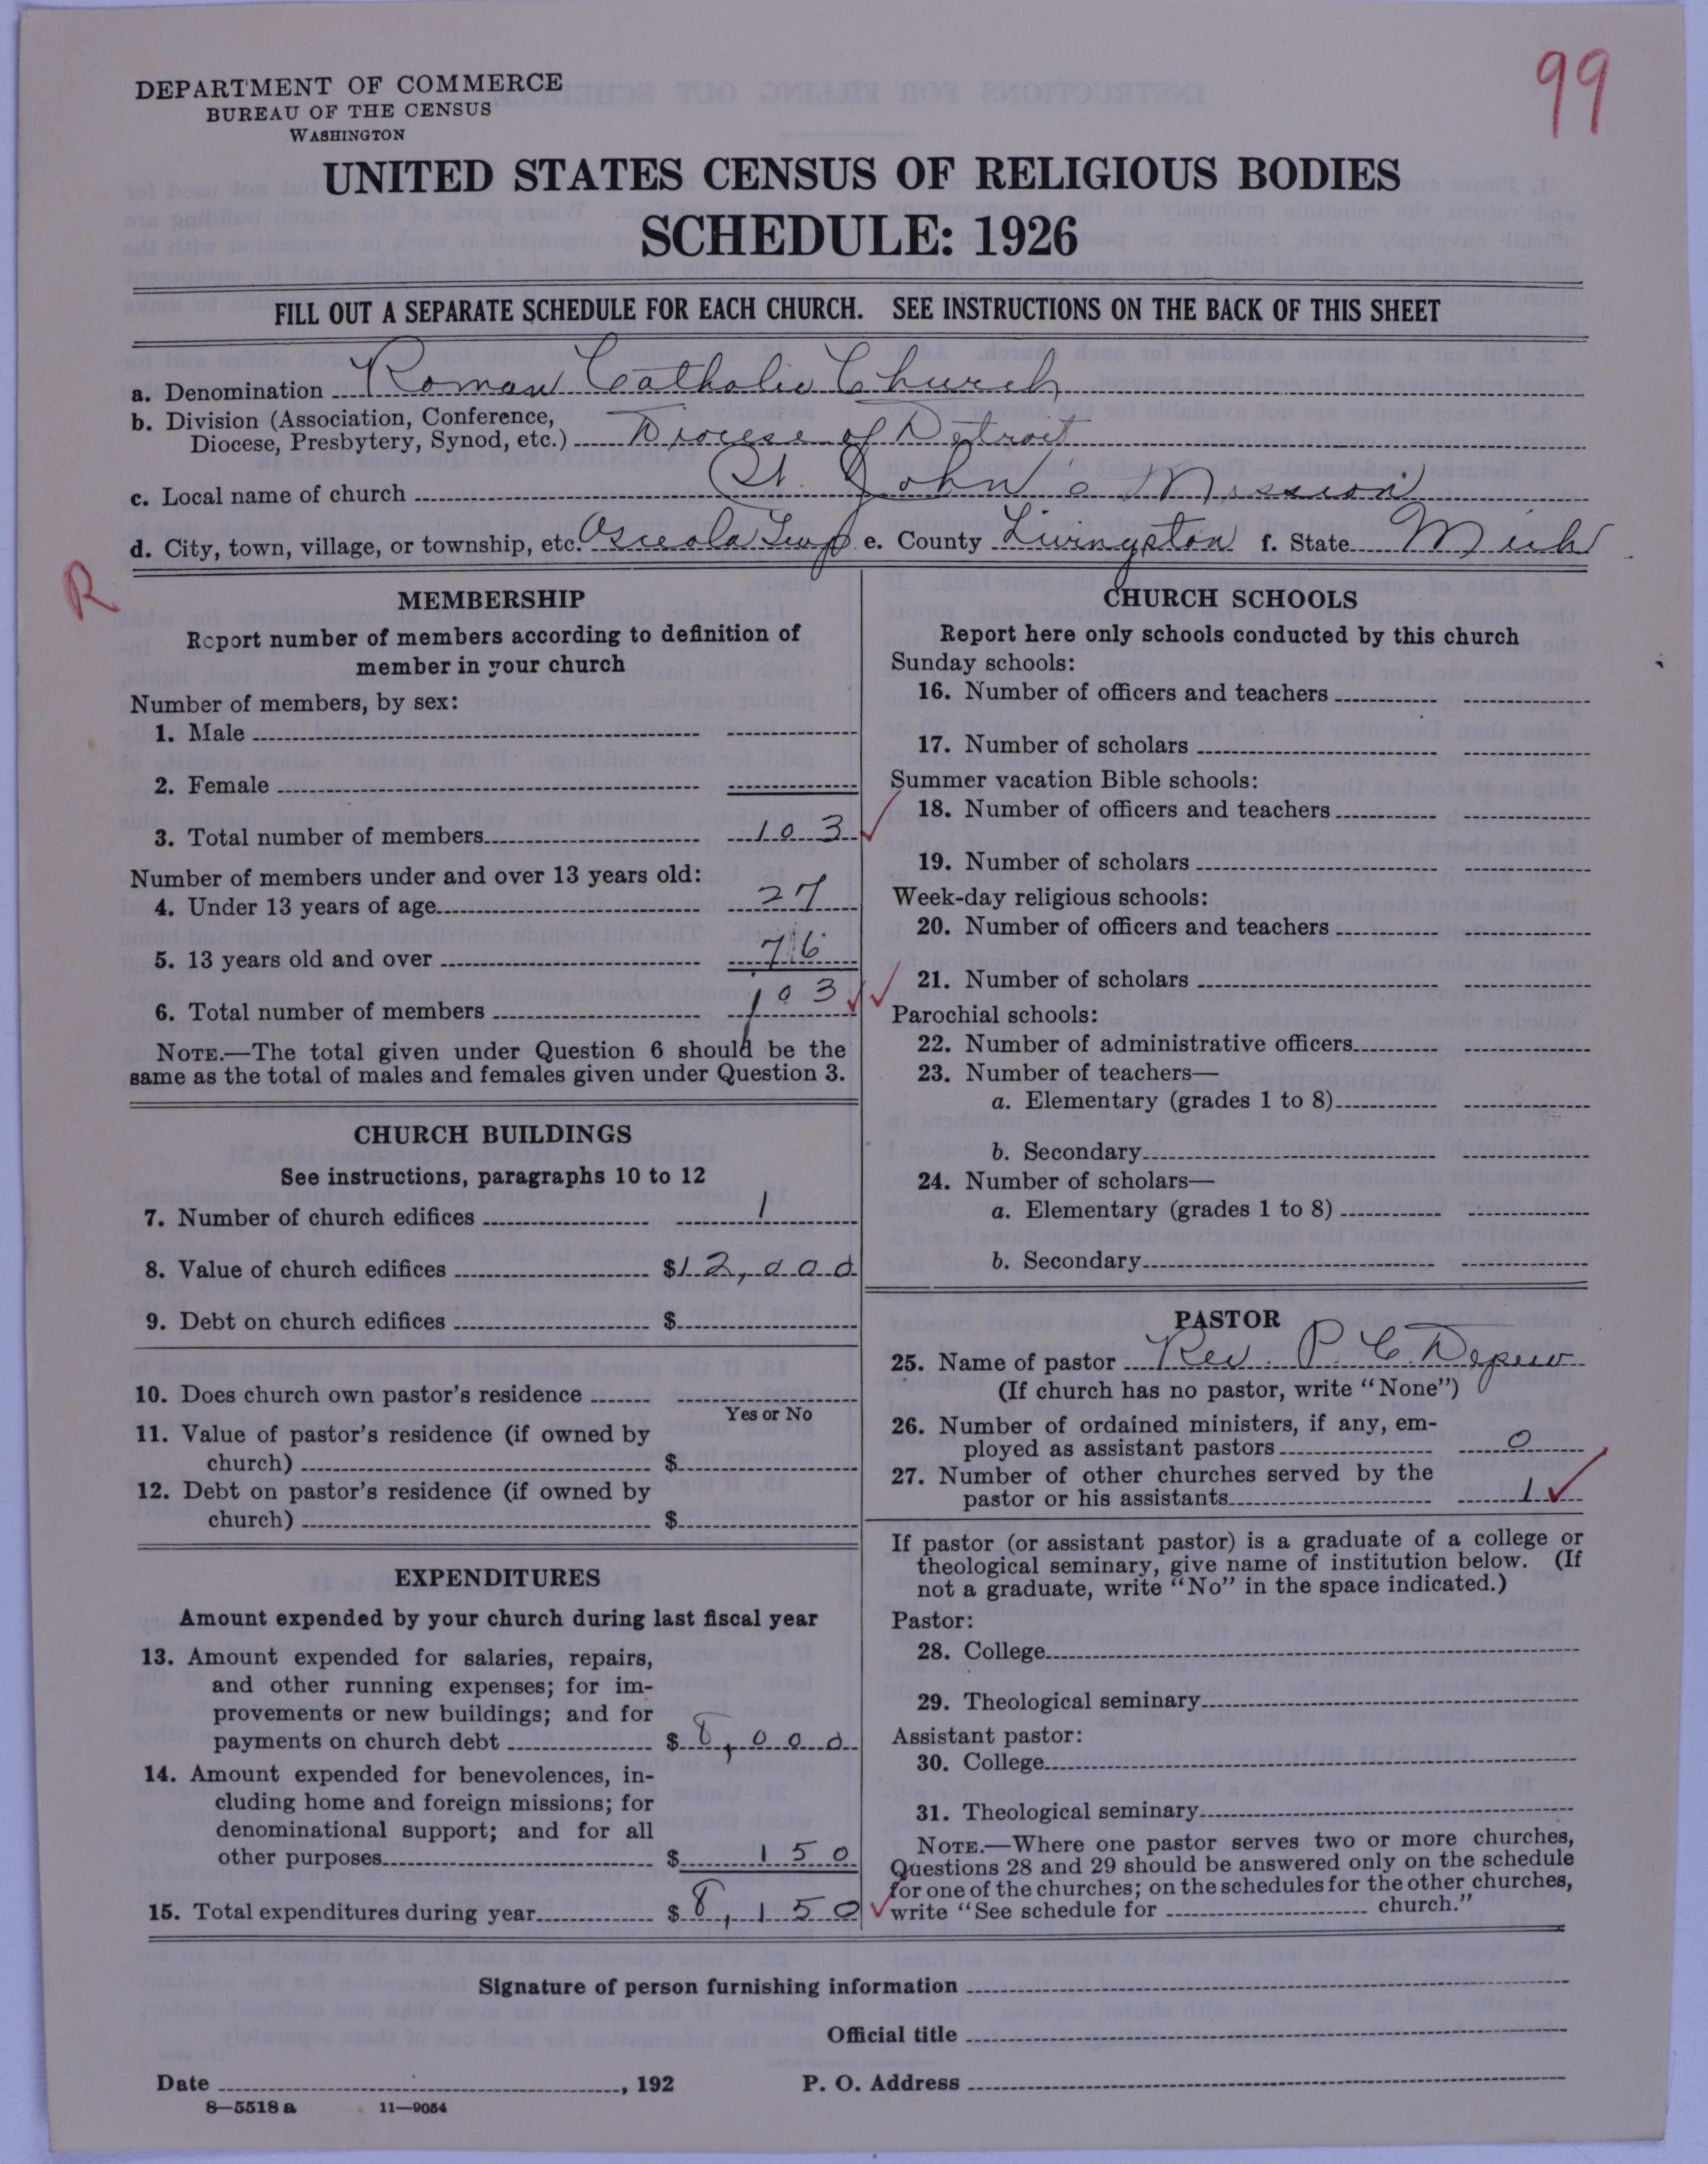 99
DEPARTMENT OF COMMERCE
BUREAU OF THE CENSUS
WASHINGTON
UNITED STATES CENSUS OF RELIGIOUS BODIES
SCHEDULE: 1926
FILL OUT A SEPARATE SCHEDULE FOR EACH CHURCH. SEE INSTRUCTIONS ON THE BACK OF THIS SHEET
a. Denomination Roman Catholic Church
b. Division (Association, Conference,
Diocese, Presbytery, Synod, etc.) Diocese of Detroit
c. Local name of church St. John's Mission
d. City, town, village, or township, etc. Osceola Twp e. County Livingston f. State Mich
R
MEMBERSHIP
Report number of members according to definition of
member in your church
Number of members, by sex:
1. Male
2. Female
3. Total number of members 103
Number of members under and over 13 years old:
4. Under 13 years of age 27
5. 13 years old and over 76
6. Total number of members 103
NOTE.—The total given under Question 6 should be the
same as the total of males and females given under Question 3.
CHURCH BUILDINGS
See instructions, paragraphs 10 to 12
7. Number of church edifices 1
8. Value of church edifices $12,000
9. Debt on church edifices $
10. Does church own pastor's residence
Yes or No
11. Value of pastor's residence (if owned by
church) $
12. Debt on pastor's residence (if owned by
church) $
EXPENDITURES
Amount expended by your church during last fiscal year
13. Amount expended for salaries, repairs,
and other running expenses; for im-
provements or new buildings; and for
payments on church debt $8,000
14. Amount expended for benevolences, in-
cluding home and foreign missions; for
denominational support; and for all
other purposes $150
15. Total expenditures during year $8,150
CHURCH SCHOOLS
Report here only schools conducted by this church
Sunday schools:
16. Number of officers and teachers
17. Number of scholars
Summer vacation Bible schools:
18. Number of officers and teachers
19. Number of scholars
Week-day religious schools:
20. Number of officers and teachers
21. Number of scholars
Parochial schools:
22. Number of administrative officers
23. Number of teachers—
a. Elementary (grades 1 to 8)
b. Secondary
24. Number of scholars—
a. Elementary (grades 1 to 8)
b. Secondary
PASTOR
25. Name of pastor Rev. P. C. Depuw
(If church has no pastor, write "None")
26. Number of ordained ministers, if any, em-
ployed as assistant pastors 0
27. Number of other churches served by the
pastor or his assistants 1
If pastor (or assistant pastor) is a graduate of a college or
theological seminary, give name of institution below. (If
not a graduate, write "No" in the space indicated.)
Pastor:
28. College
29. Theological seminary
Assistant pastor:
30. College
31. Theological seminary
NOTE.—Where one pastor serves two or more churches,
Questions 28 and 29 should be answered only on the schedule
for one of the churches; on the schedules for the other churches,
write "See schedule for church."
Signature of person furnishing information
Official title
Date , 192
P. O. Address
8—5518 a 11—9054